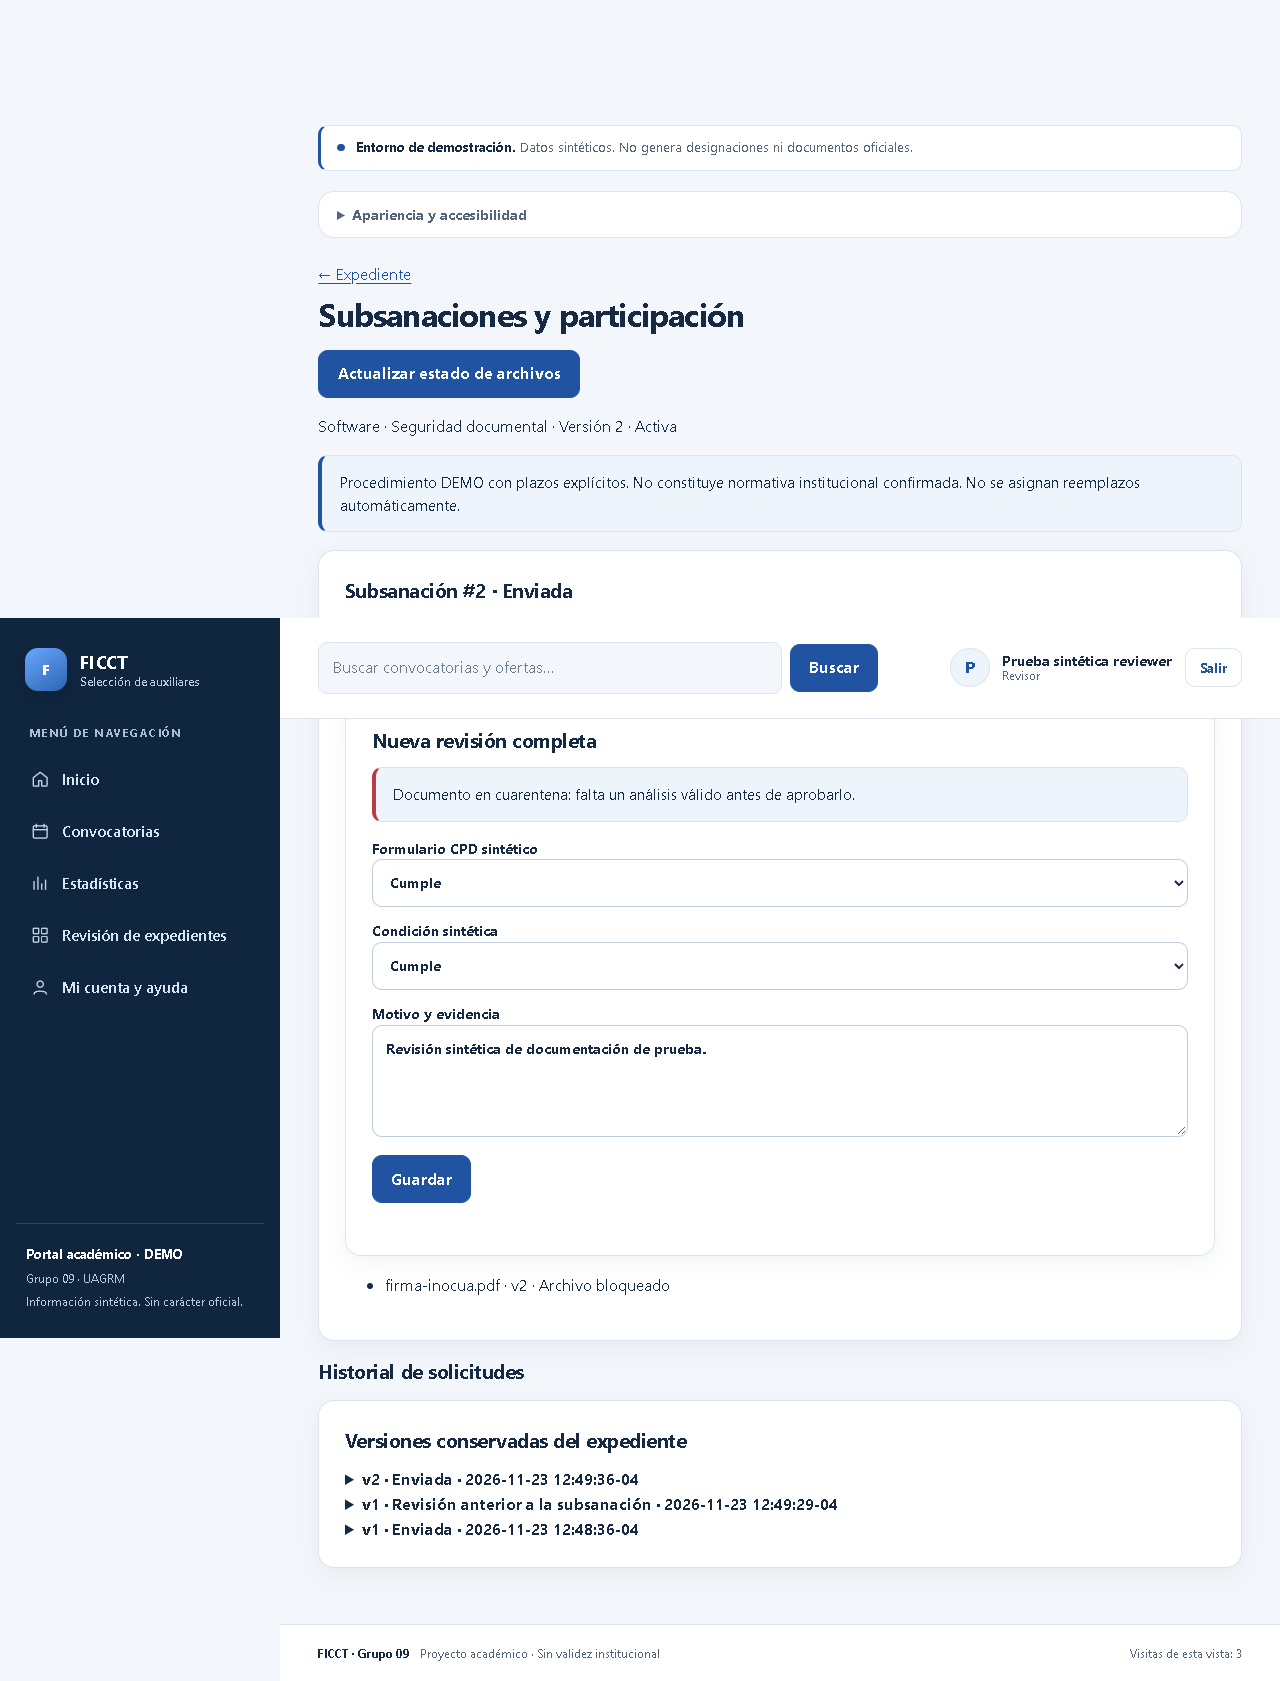 Entorno de demostración. Datos sintéticos. No genera designaciones ni documentos oficiales.
Apariencia y accesibilidad
← Expediente
Subsanaciones y participación
Actualizar estado de archivos
Software · Seguridad documental · Versión 2 · Activa
Procedimiento DEMO con plazos explícitos. No constituye normativa institucional confirmada. No se asignan reemplazos
automáticamente.
Subsanación #2 · Enviada
F
FICCT
Selección de auxiliares
MENÚ DE NAVEGACIÓN
Inicio
Convocatorias
Estadísticas
Revisión de expedientes
Mi cuenta y ayuda
Portal académico · DEMO
Grupo 09 · UAGRM
Información sintética. Sin carácter oficial.
Buscar convocatorias y ofertas...
Buscar
P
Prueba sintética reviewer
Revisor
Salir
Nueva revisión completa
Documento en cuarentena: falta un análisis válido antes de aprobarlo.
Formulario CPD sintético
Cumple
Condición sintética
Cumple
Motivo y evidencia
Revisión sintética de documentación de prueba.
Guardar
firma-inocua.pdf · v2 · Archivo bloqueado
Historial de solicitudes
Versiones conservadas del expediente
v2 · Enviada · 2026-11-23 12:49:36-04
v1 · Revisión anterior a la subsanación · 2026-11-23 12:49:29-04
v1 · Enviada · 2026-11-23 12:48:36-04
FICCT · Grupo 09 Proyecto académico · Sin validez institucional
Visitas de esta vista: 3